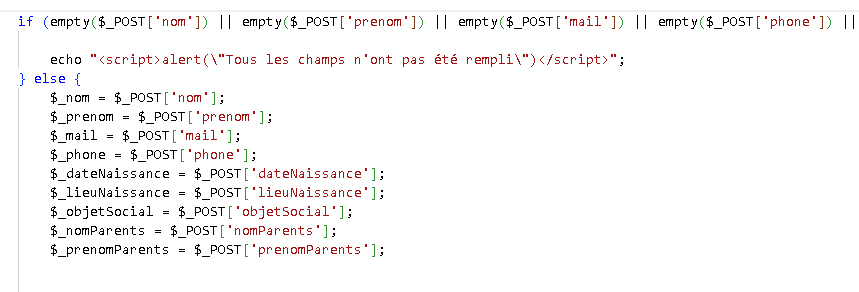 if (empty($_POST['nom']) || empty($_POST['prenom']) || empty($_POST['mail']) || empty($_POST['phone']) ||
echo "<script>alert(\"Tous les champs n'ont pas été rempli\")</script>";
} else {
$_nom = $_POST['nom'];
$_prenom = $_POST['prenom'];
$_mail = $_POST['mail'];
$_phone = $_POST['phone'];
$_dateNaissance = $_POST['dateNaissance'];
$_lieuNaissance = $_POST['lieuNaissance'];
$_objetSocial = $_POST['objetSocial'];
$_nomParents = $_POST['nomParents'];
$_prenomParents = $_POST['prenomParents'];